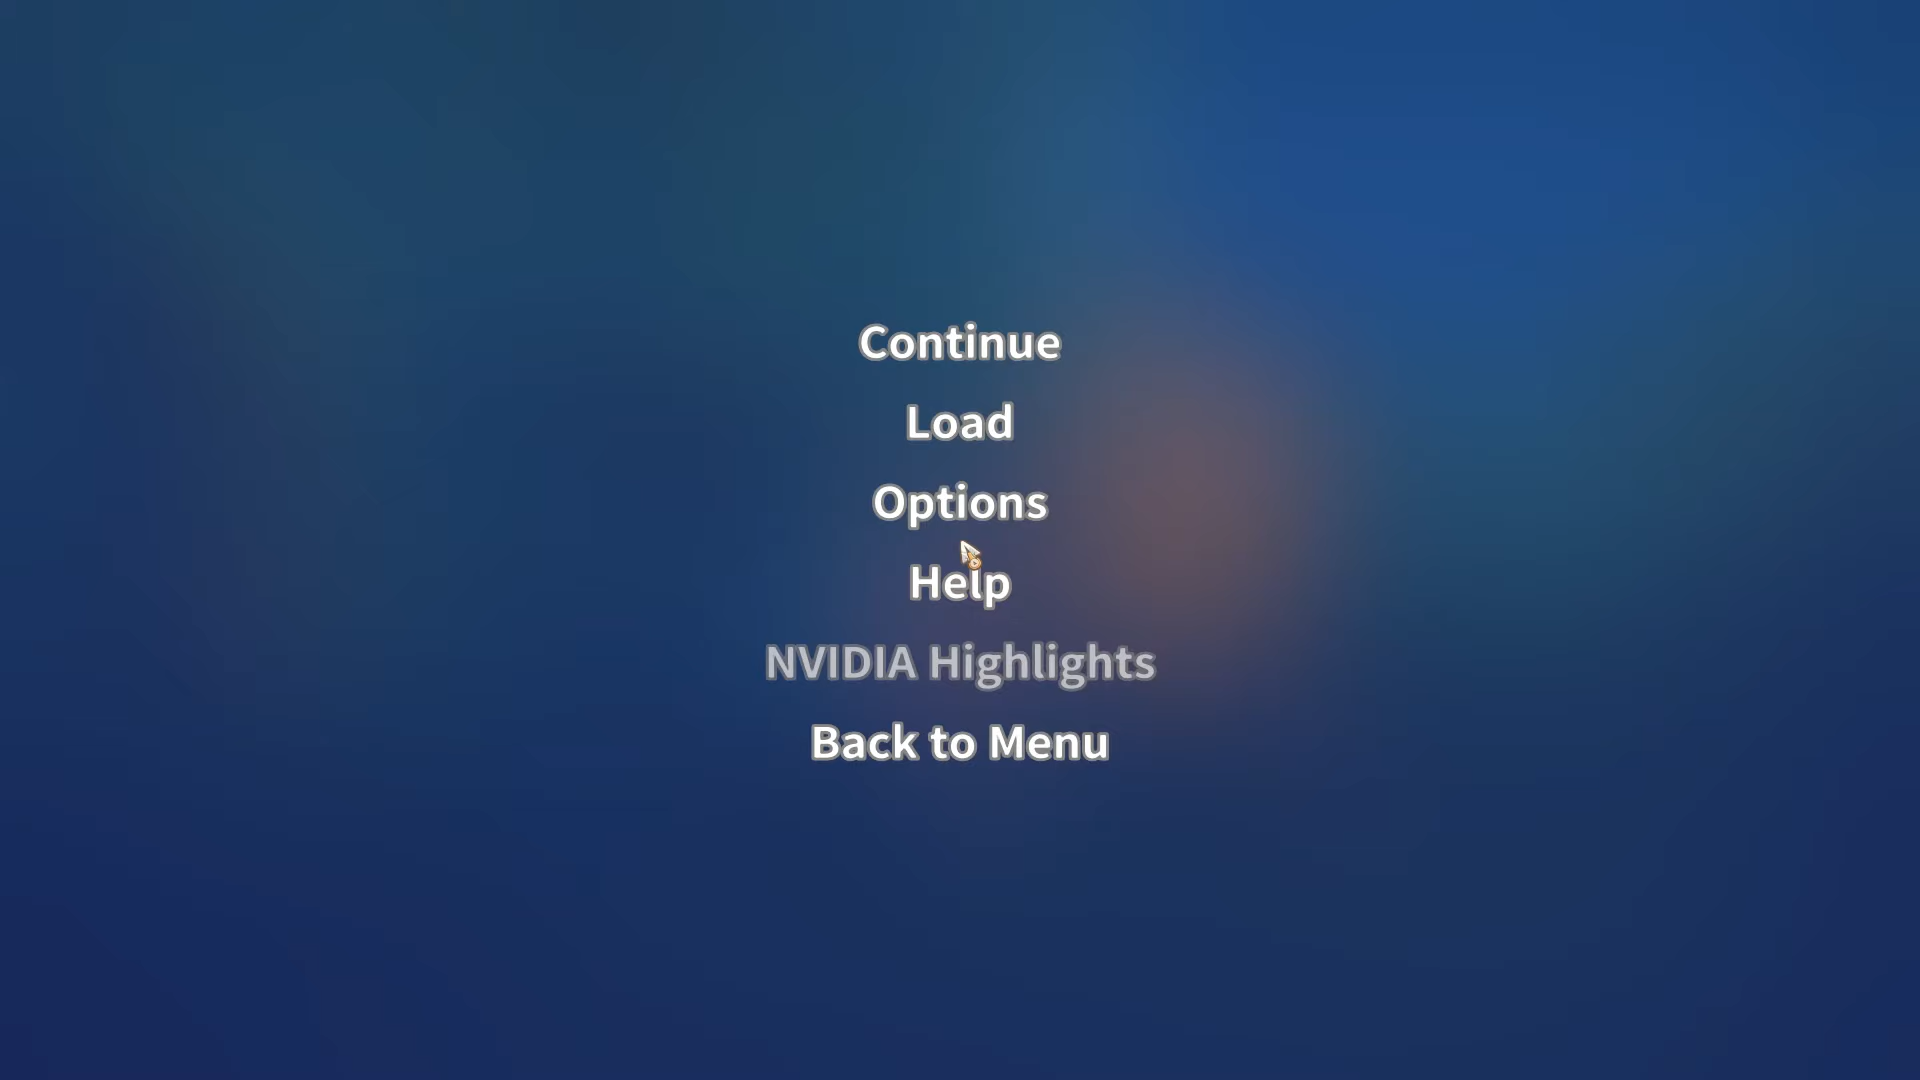 Continue
Load
Options
Help
NVIDIA Highlights
Back to Menu